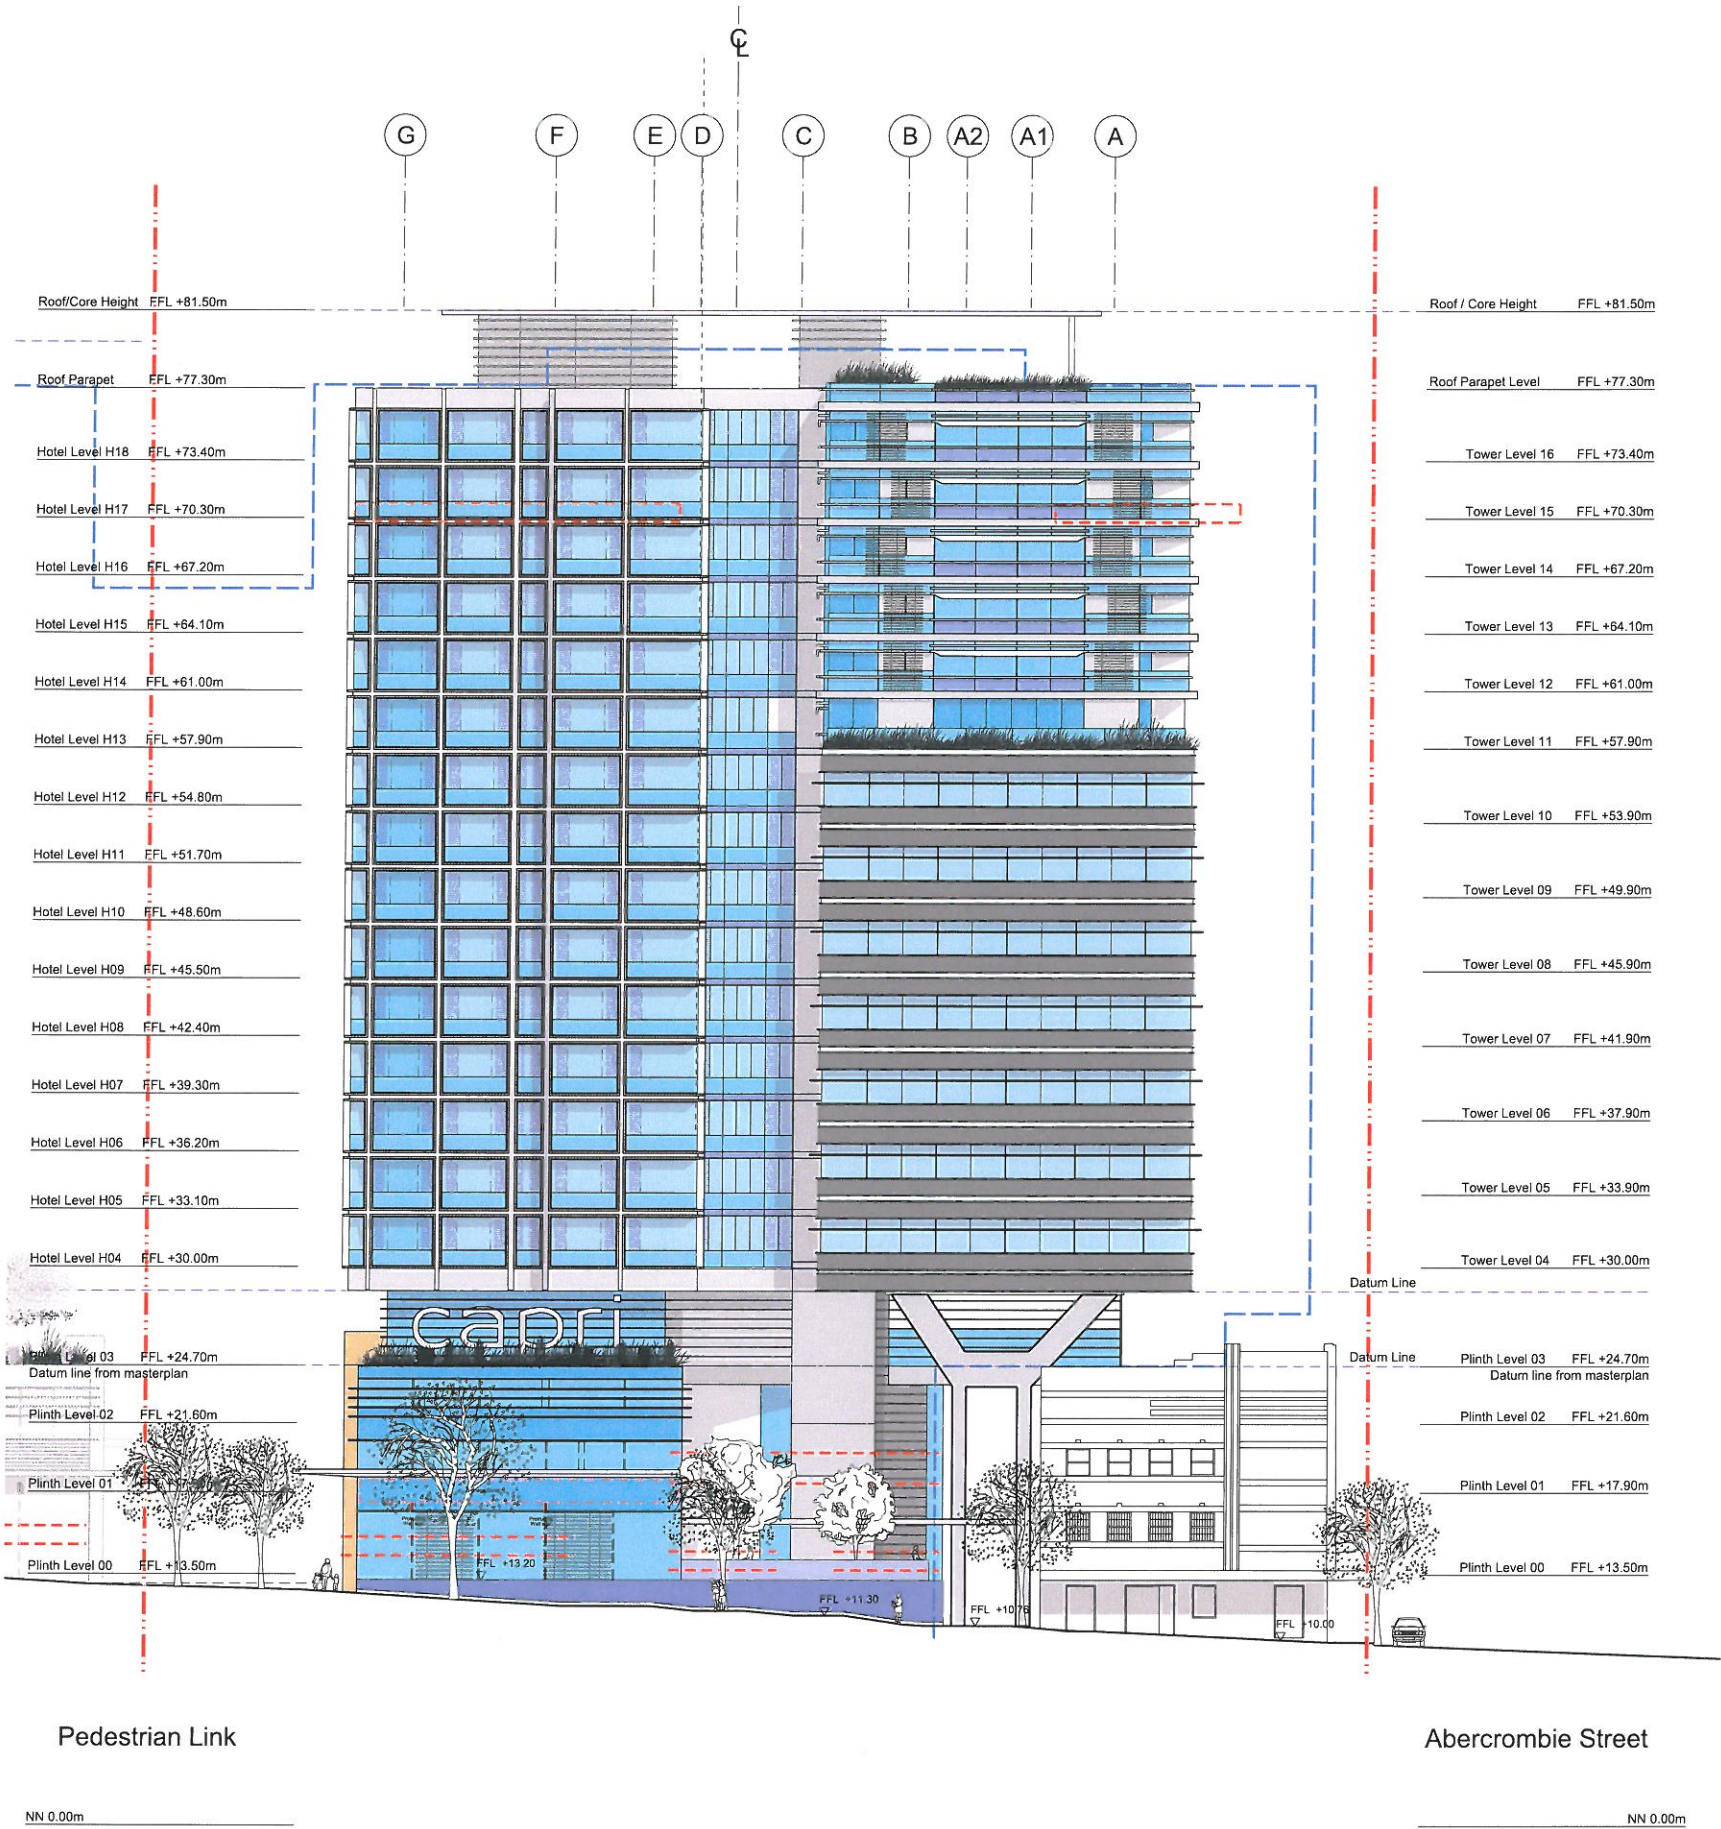 ℄
G F E D C B A2 A1 A
Roof/Core Height FFL +81.50m
Roof Parapet FFL +77.30m
Hotel Level H18 FFL +73.40m
Hotel Level H17 FFL +70.30m
Hotel Level H16 FFL +67.20m
Hotel Level H15 FFL +64.10m
Hotel Level H14 FFL +61.00m
Hotel Level H13 FFL +57.90m
Hotel Level H12 FFL +54.80m
Hotel Level H11 FFL +51.70m
Hotel Level H10 FFL +48.60m
Hotel Level H09 FFL +45.50m
Hotel Level H08 FFL +42.40m
Hotel Level H07 FFL +39.30m
Hotel Level H06 FFL +36.20m
Hotel Level H05 FFL +33.10m
Hotel Level H04 FFL +30.00m
Plinth Level 03 FFL +24.70m
Datum line from masterplan
Plinth Level 02 FFL +21.60m
Plinth Level 01
Plinth Level 00 FFL +13.50m
capri
FFL +13.20
FFL +11.30
FFL +10.76
FFL +10.00
Roof / Core Height FFL +81.50m
Roof Parapet Level FFL +77.30m
Tower Level 16 FFL +73.40m
Tower Level 15 FFL +70.30m
Tower Level 14 FFL +67.20m
Tower Level 13 FFL +64.10m
Tower Level 12 FFL +61.00m
Tower Level 11 FFL +57.90m
Tower Level 10 FFL +53.90m
Tower Level 09 FFL +49.90m
Tower Level 08 FFL +45.90m
Tower Level 07 FFL +41.90m
Tower Level 06 FFL +37.90m
Tower Level 05 FFL +33.90m
Tower Level 04 FFL +30.00m
Datum Line
Datum Line
Plinth Level 03 FFL +24.70m
Datum line from masterplan
Plinth Level 02 FFL +21.60m
Plinth Level 01 FFL +17.90m
Plinth Level 00 FFL +13.50m
Pedestrian Link
Abercrombie Street
NN 0.00m
NN 0.00m